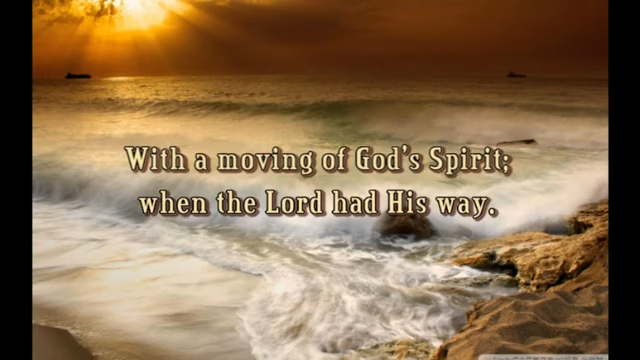 With a moving of God's Spirit;
when the Lord had His way.